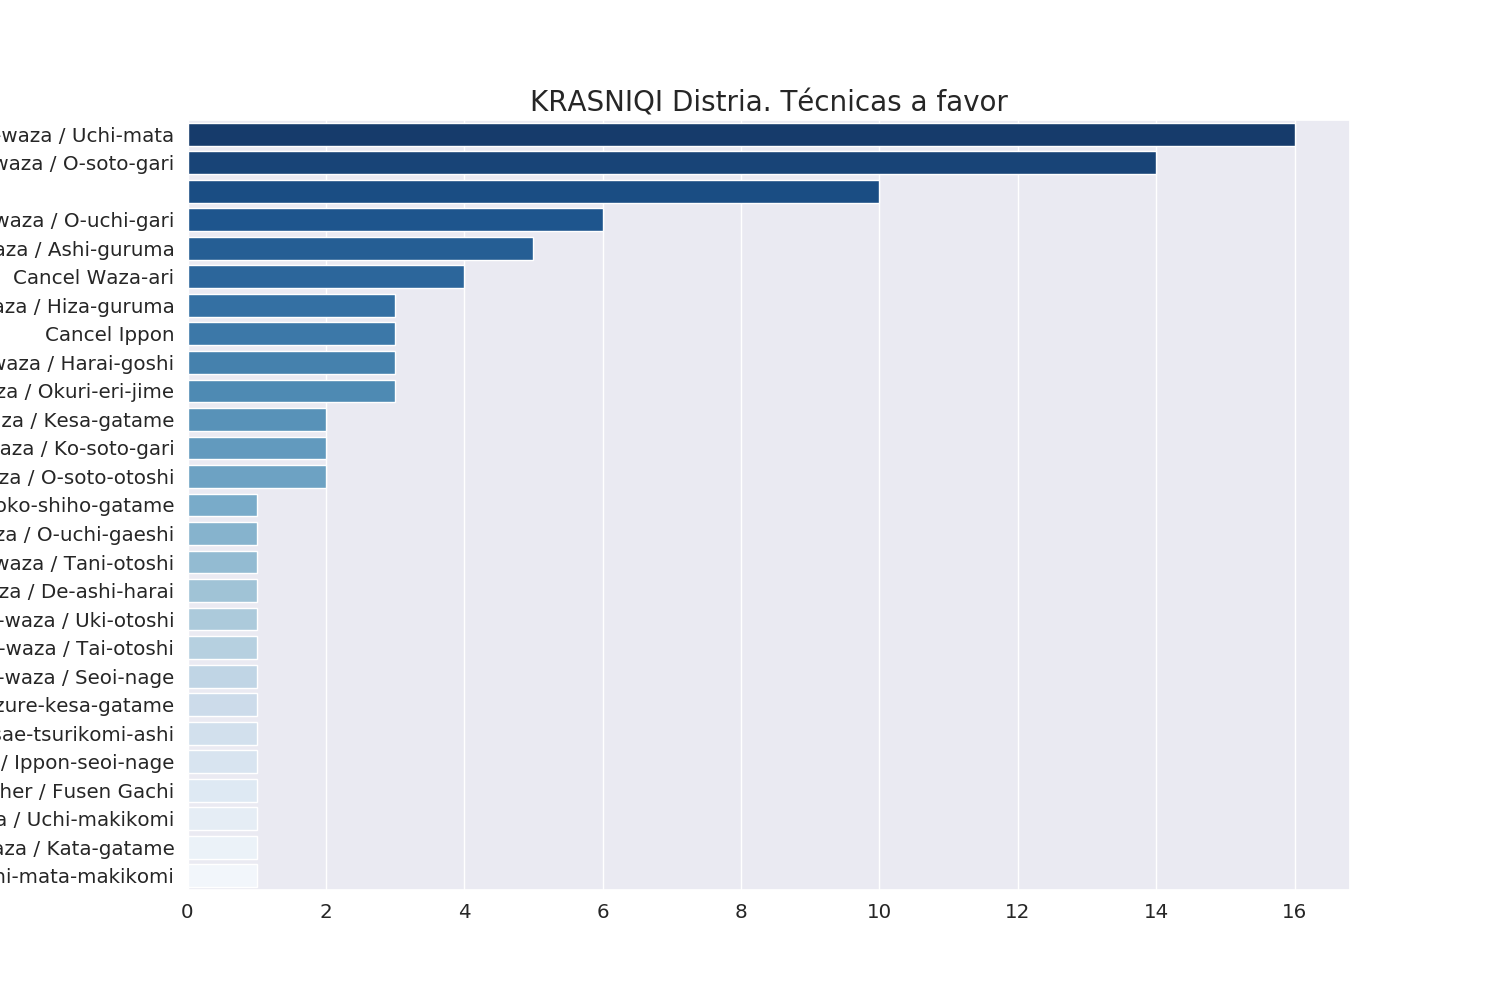 KRASNIQI Distria. Técnicas a favor
-waza / Uchi-mata
waza / O-soto-gari
waza / O-uchi-gari
aza / Ashi-guruma
Cancel Waza-ari
aza / Hiza-guruma
Cancel Ippon
waza / Harai-goshi
za / Okuri-eri-jime
za / Kesa-gatame
aza / Ko-soto-gari
za / O-soto-otoshi
oko-shiho-gatame
za / O-uchi-gaeshi
waza / Tani-otoshi
za / De-ashi-harai
-waza / Uki-otoshi
-waza / Tai-otoshi
-waza / Seoi-nage
zure-kesa-gatame
sae-tsurikomi-ashi
/ Ippon-seoi-nage
her / Fusen Gachi
a / Uchi-makikomi
aza / Kata-gatame
hi-mata-makikomi
0 2 4 6 8 10 12 14 16